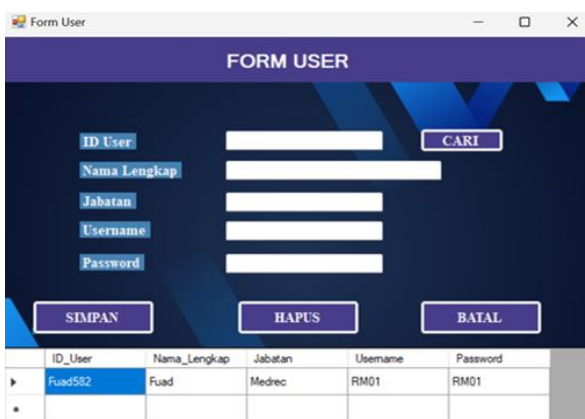 Form User
FORM USER
ID User
CARI
Nama Lengkap
Jabatan
Username
Password
SIMPAN HAPUS BATAL
ID_User Nama_Lengkap Jabatan Username Password
Fuad582 Fuad Medrec RM01 RM01